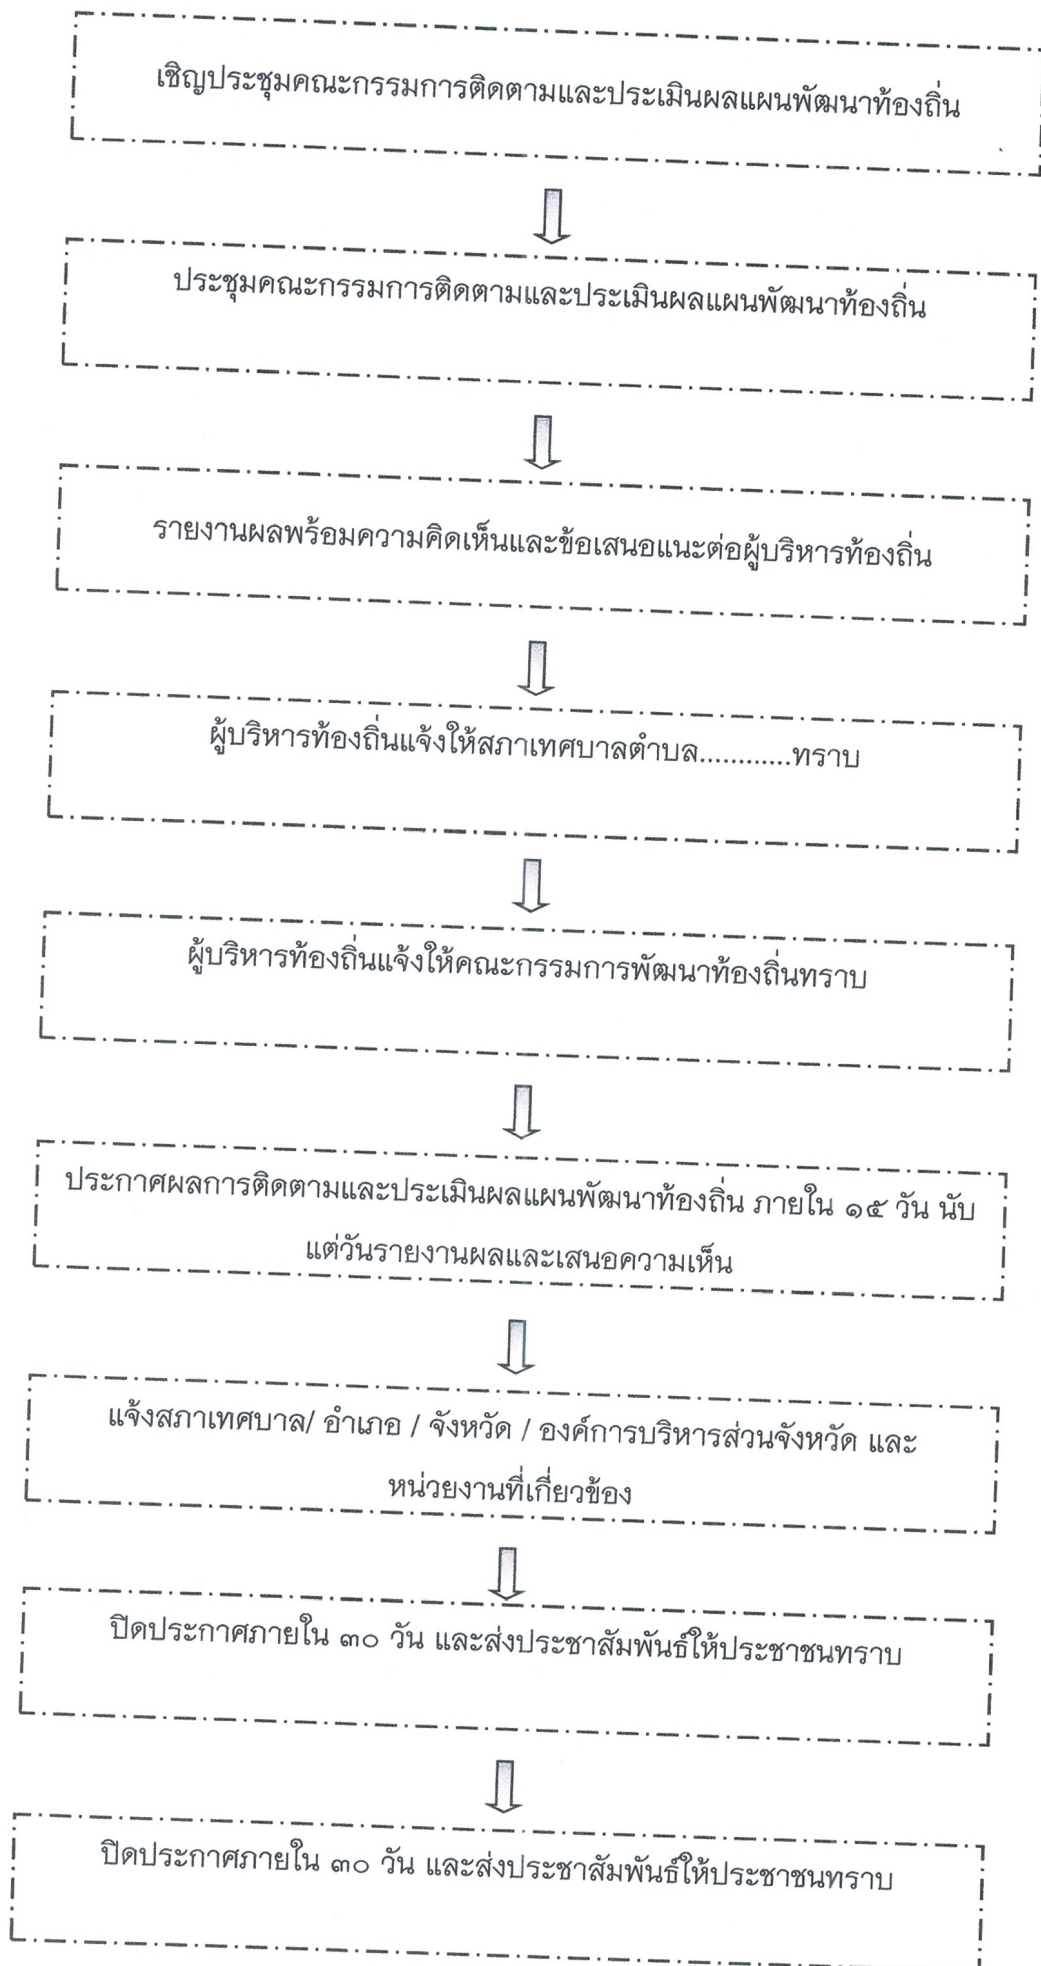 เชิญประชุมคณะกรรมการติดตามและประเมินผลแผนพัฒนาท้องถิ่น
ประชุมคณะกรรมการติดตามและประเมินผลแผนพัฒนาท้องถิ่น
รายงานผลพร้อมความคิดเห็นและข้อเสนอแนะต่อผู้บริหารท้องถิ่น
ผู้บริหารท้องถิ่นแจ้งให้สภาเทศบาลตำบล............ทราบ
ผู้บริหารท้องถิ่นแจ้งให้คณะกรรมการพัฒนาท้องถิ่นทราบ
ประกาศผลการติดตามและประเมินผลแผนพัฒนาท้องถิ่น ภายใน ๑๕ วัน นับ
แต่วันรายงานผลและเสนอความเห็น
แจ้งสภาเทศบาล/ อำเภอ / จังหวัด / องค์การบริหารส่วนจังหวัด และ
หน่วยงานที่เกี่ยวข้อง
ปิดประกาศภายใน ๓๐ วัน และส่งประชาสัมพันธ์ให้ประชาชนทราบ
ปิดประกาศภายใน ๓๐ วัน และส่งประชาสัมพันธ์ให้ประชาชนทราบ